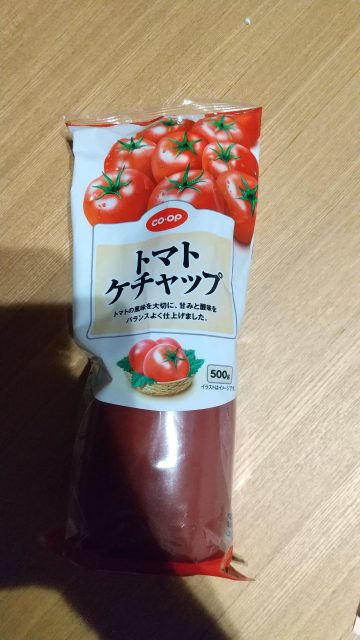 CO·OP
トマト
ケチャップ
トマトの風味を大切に、甘みと酸味を
バランスよく仕上げました。
500g
イラストはイメージです。